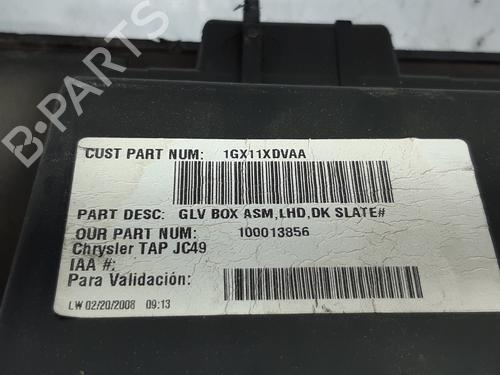 CUST PART NUM: 1GX11XDVAA
PART DESC: GLV BOX ASM,LHD,DK SLATE#
OUR PART NUM: 100013856
Chrysler TAP JC49
IAA #:
Para Validación:
LW 02/20/2008 09:13
B-PARTS